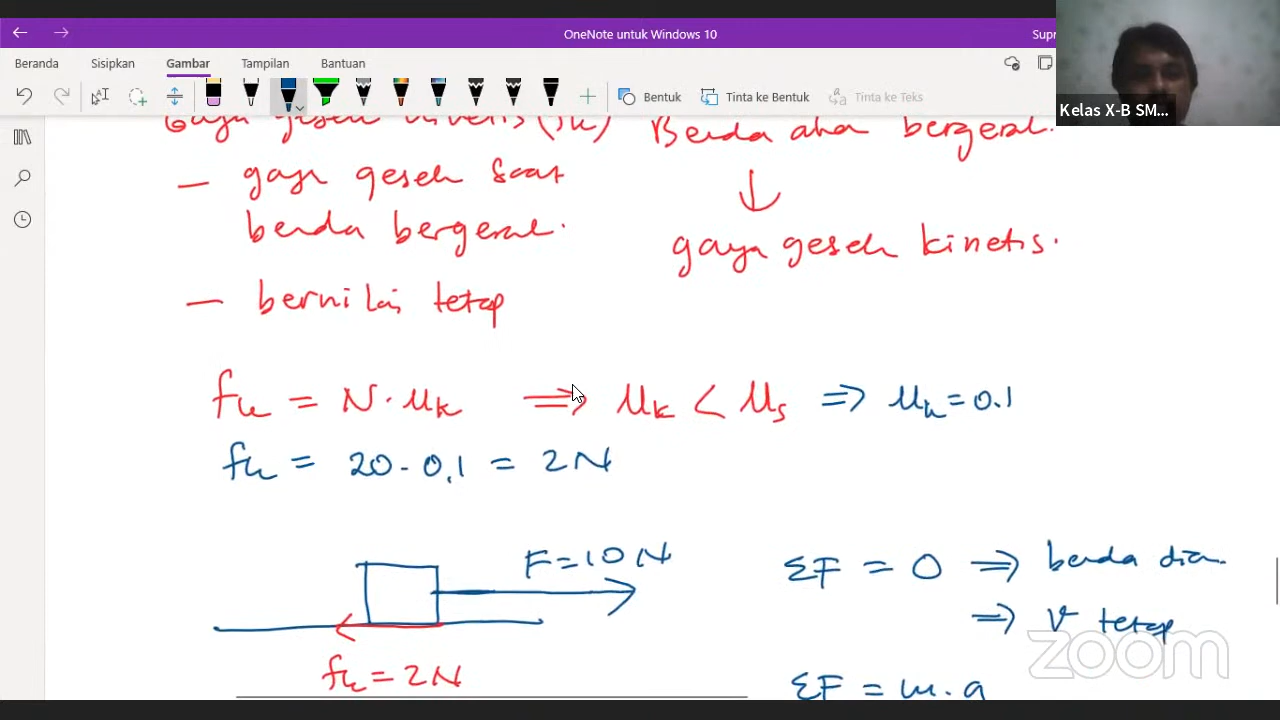 OneNote untuk Windows 10
Supr
Beranda Sisipkan Gambar Tampilan Bantuan
Bentuk Tinta ke Bentuk Tinta ke Teks
Kelas X-B SM...
Gaya gesek kinetis (fk) Benda akan bergerak.
— gaya gesek saat
benda bergerak.
gaya gesek kinetis.
— bernilai tetap
fk = N · μk ⇒ μk < μs ⇒ μk = 0.1
fk = 20 · 0,1 = 2N
F = 10 N
ΣF = 0 ⇒ benda diam
⇒ v tetap
fk = 2N
ΣF = m . a
zoom